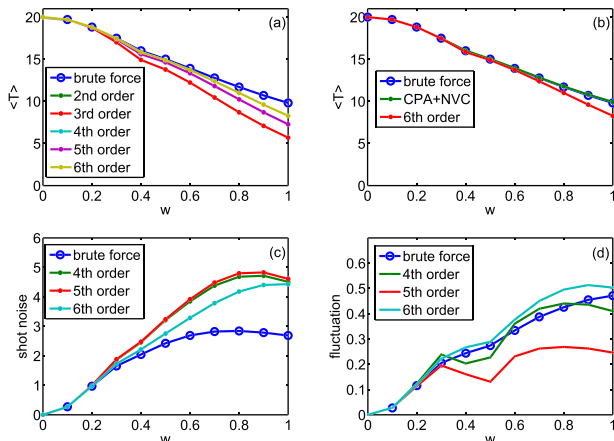 (a)
20
15
10
5
0
<T>
brute force
2nd order
3rd order
4th order
5th order
6th order
0 0.2 0.4 0.6 0.8 1
w
(b)
20
15
10
5
0
<T>
brute force
CPA+NVC
6th order
0 0.2 0.4 0.6 0.8 1
w
(c)
6
5
4
3
2
1
0
shot noise
brute force
4th order
5th order
6th order
0 0.2 0.4 0.6 0.8 1
w
(d)
0.6
0.5
0.4
0.3
0.2
0.1
0
fluctuation
brute force
4th order
5th order
6th order
0 0.2 0.4 0.6 0.8 1
w